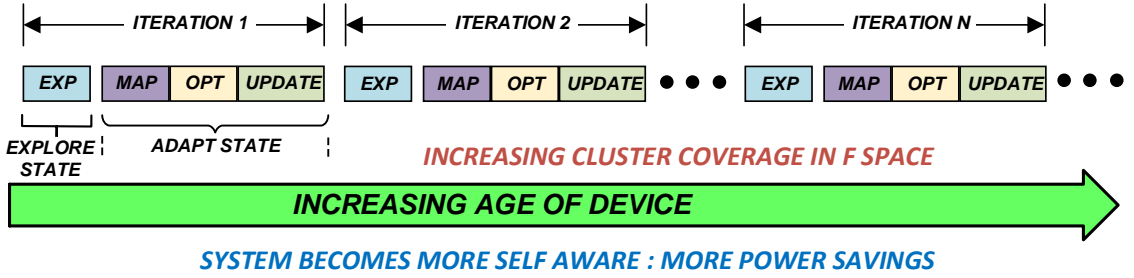 ITERATION 1 ITERATION 2 ITERATION N
EXP MAP OPT UPDATE EXP MAP OPT UPDATE EXP MAP OPT UPDATE
EXPLORE STATE
ADAPT STATE
INCREASING CLUSTER COVERAGE IN F SPACE
INCREASING AGE OF DEVICE
SYSTEM BECOMES MORE SELF AWARE : MORE POWER SAVINGS